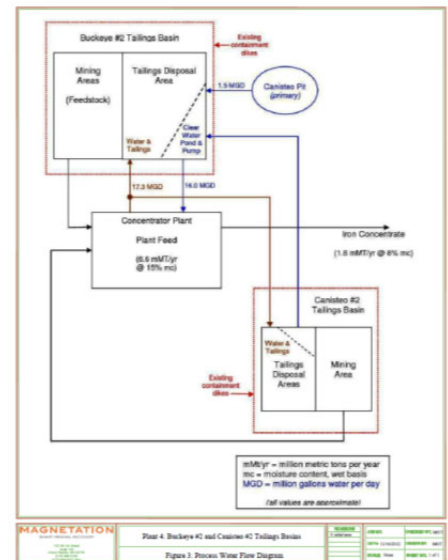 Buckeye #2 Tailings Basin
Existing
containment
dikes
Mining
Areas
(Feedstock)
Tailings Disposal
Area
1.5 MGD
Canisteo Pit
(primary)
Water &
Tailings
Clear
Water
Pond &
Pump
17.3 MGD
16.0 MGD
Concentrator Plant
Plant Feed
(6.6 mMT/yr
@ 15% mc)
Iron Concentrate
(1.8 mMT/yr @ 8% mc)
Canisteo #2
Tailings Basin
Water &
Tailings
Tailings
Disposal
Areas
Mining
Area
Existing
containment
dikes
mMt/yr = million metric tons per year
mc = moisture content, wet basis
MGD = million gallons water per day
(all values are approximate)
MAGNETATION
Plant 4: Buckeye #2 and Canisteo #2 Tailings Basins
Figure 3: Process Water Flow Diagram